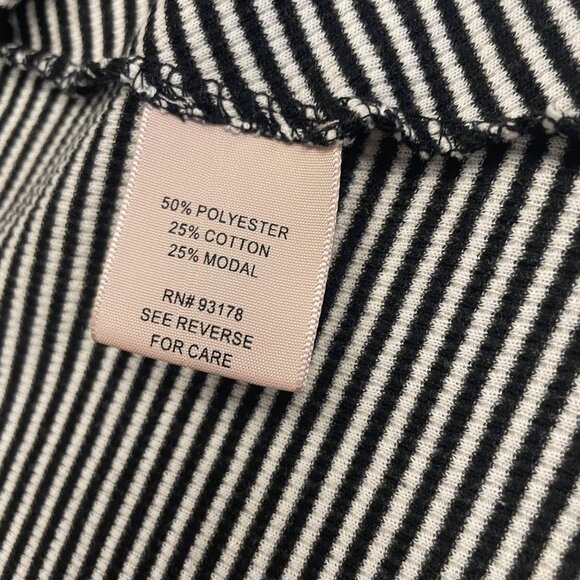 50% POLYESTER
25% COTTON
25% MODAL
RN# 93178
SEE REVERSE
FOR CARE